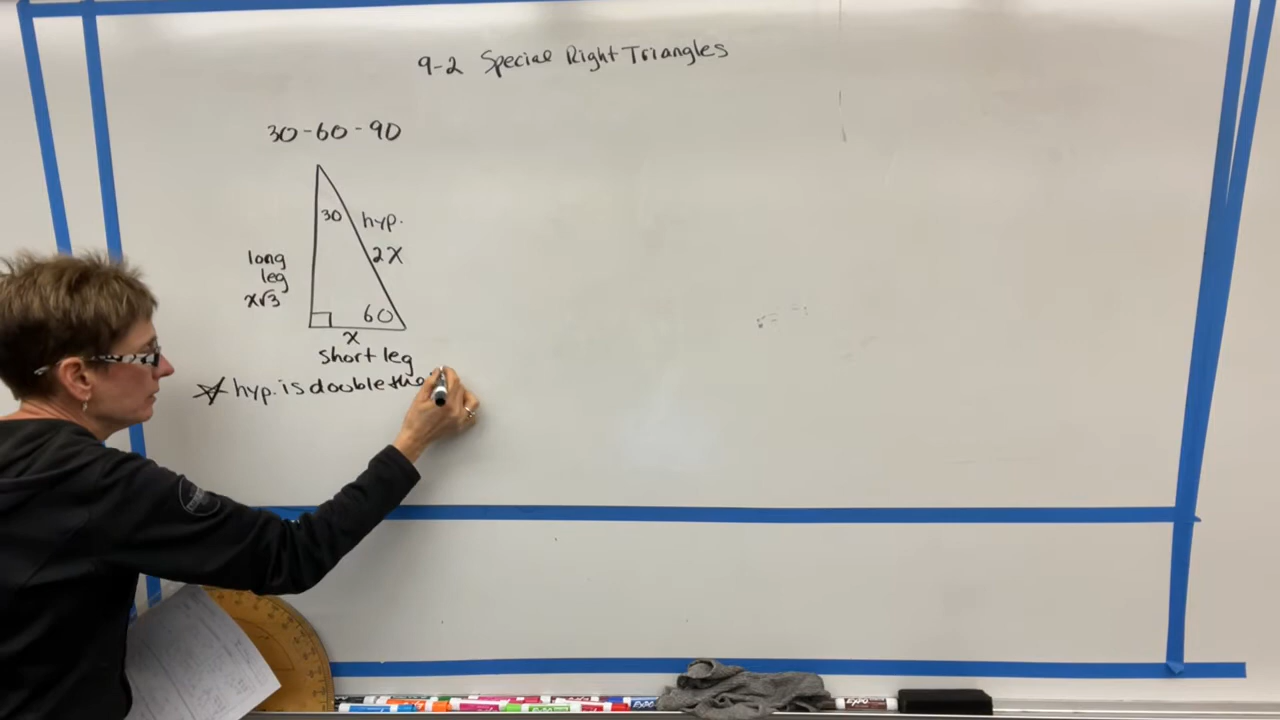 9-2 Special Right Triangles
30-60-90
30
hyp.
2x
long
leg
x√3
60
x
short leg
☆ hyp. is double the
EXPO